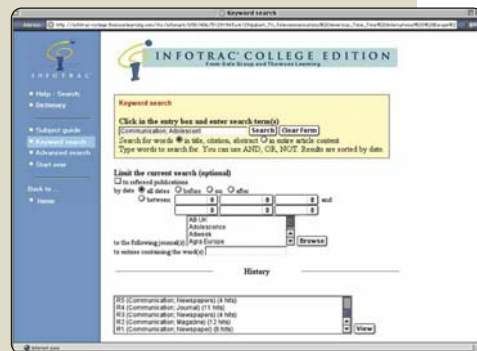 Keyword search
INFOTRAC
INFOTRAC COLLEGE EDITION
From Gale Group and Thomson Learning
Help - Search
Dictionary
Subject guide
Keyword search
Advanced search
Start over
Back to ...
Home
Keyword search
Click in the entry box and enter search term(s)
Communication, Adolescent
Search
Clear Form
Search for words in title, citation, abstract in entire article content
Type words to search for. You can use AND, OR, NOT. Results are sorted by date.
Limit the current search (optional)
to refereed publications
by date all dates before on after
between and
AB UK
Adolescence
Adweek
Agra Europe
to the following journal(s)
Browse
to entries containing the word(s)
History
R5 (Communication; Newspapers) (4 hits)
R4 (Communication; Journal) (11 hits)
R3 (Communication; Newspapers) (4 hits)
R2 (Communication; Magazine) (12 hits)
R1 (Communication; Newspaper) (8 hits)
View
Internet zone